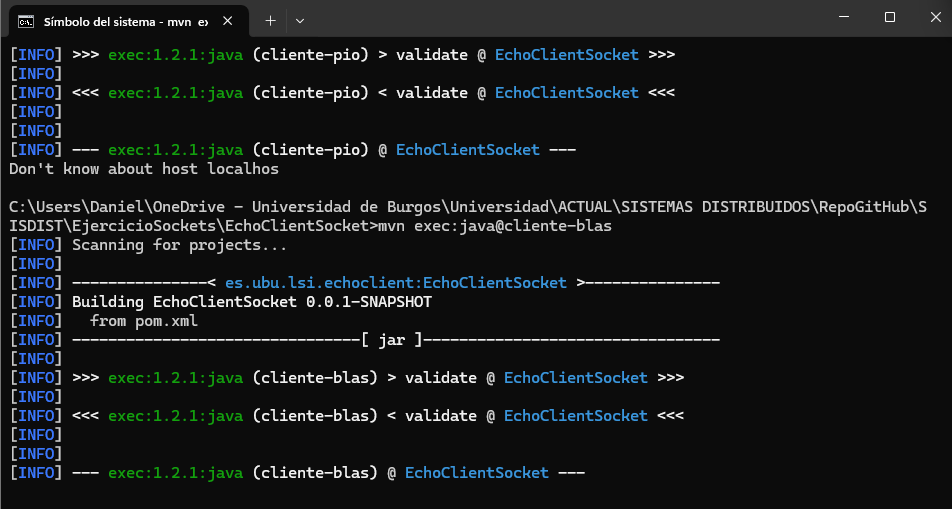 Símbolo del sistema - mvn ex
[INFO] >>> exec:1.2.1:java (cliente-pio) > validate @ EchoClientSocket >>>
[INFO]
[INFO] <<< exec:1.2.1:java (cliente-pio) < validate @ EchoClientSocket <<<
[INFO]
[INFO]
[INFO] --- exec:1.2.1:java (cliente-pio) @ EchoClientSocket ---
Don't know about host localhos
C:\Users\Daniel\OneDrive - Universidad de Burgos\Universidad\ACTUAL\SISTEMAS DISTRIBUIDOS\RepoGitHub\S
ISDIST\EjercicioSockets\EchoClientSocket>mvn exec:java@cliente-blas
[INFO] Scanning for projects...
[INFO]
[INFO] ---------------< es.ubu.lsi.echoclient:EchoClientSocket >---------------
[INFO] Building EchoClientSocket 0.0.1-SNAPSHOT
[INFO]   from pom.xml
[INFO] --------------------------------[ jar ]---------------------------------
[INFO]
[INFO] >>> exec:1.2.1:java (cliente-blas) > validate @ EchoClientSocket >>>
[INFO]
[INFO] <<< exec:1.2.1:java (cliente-blas) < validate @ EchoClientSocket <<<
[INFO]
[INFO]
[INFO] --- exec:1.2.1:java (cliente-blas) @ EchoClientSocket ---